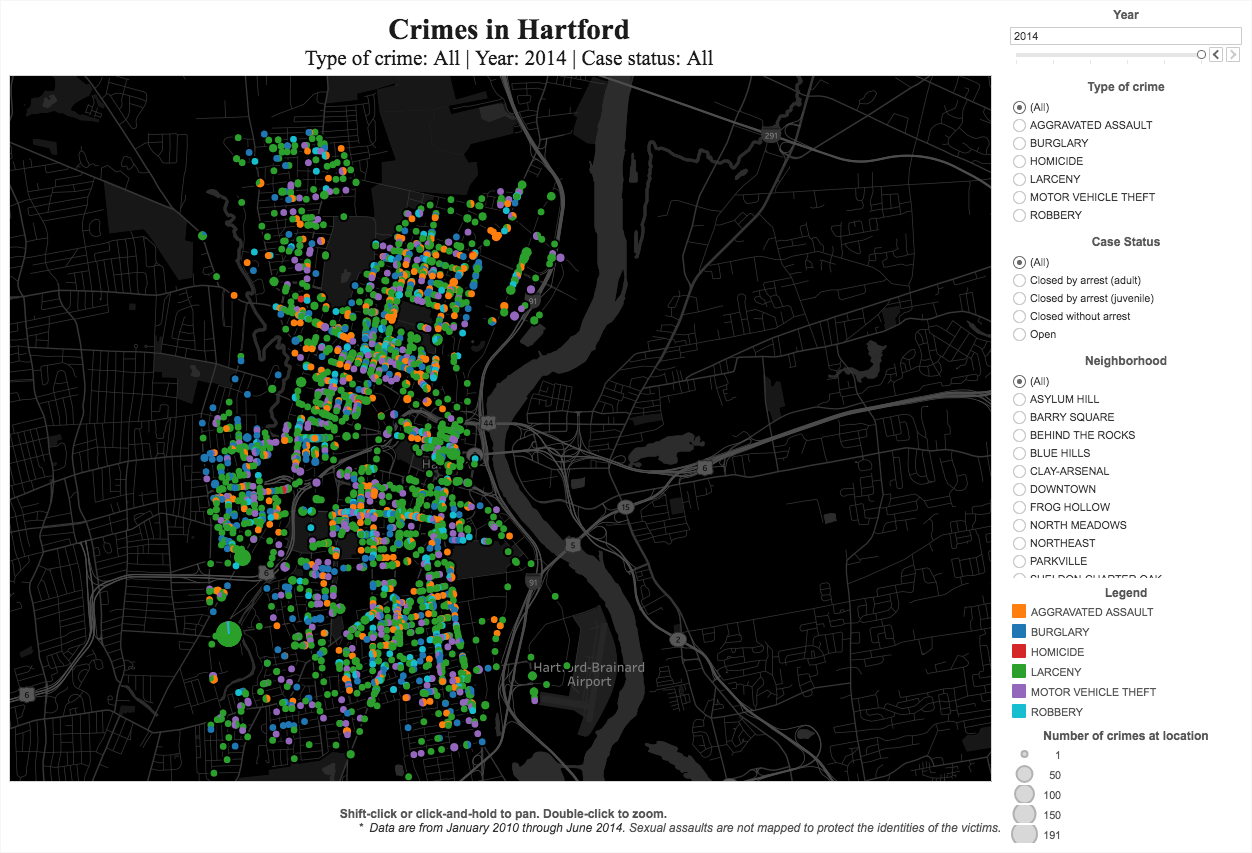 Crimes in Hartford
Type of crime: All | Year: 2014 | Case status: All
291
91
44
6
15
5
6
91
2
6
Hartford-Brainard
Airport
Shift-click or click-and-hold to pan. Double-click to zoom.
* Data are from January 2010 through June 2014. Sexual assaults are not mapped to protect the identities of the victims.
Year
2014
Type of crime
(All)
AGGRAVATED ASSAULT
BURGLARY
HOMICIDE
LARCENY
MOTOR VEHICLE THEFT
ROBBERY
Case Status
(All)
Closed by arrest (adult)
Closed by arrest (juvenile)
Closed without arrest
Open
Neighborhood
(All)
ASYLUM HILL
BARRY SQUARE
BEHIND THE ROCKS
BLUE HILLS
CLAY-ARSENAL
DOWNTOWN
FROG HOLLOW
NORTH MEADOWS
NORTHEAST
PARKVILLE
SHELDON-CHARTER OAK
Legend
AGGRAVATED ASSAULT
BURGLARY
HOMICIDE
LARCENY
MOTOR VEHICLE THEFT
ROBBERY
Number of crimes at location
1
50
100
150
191